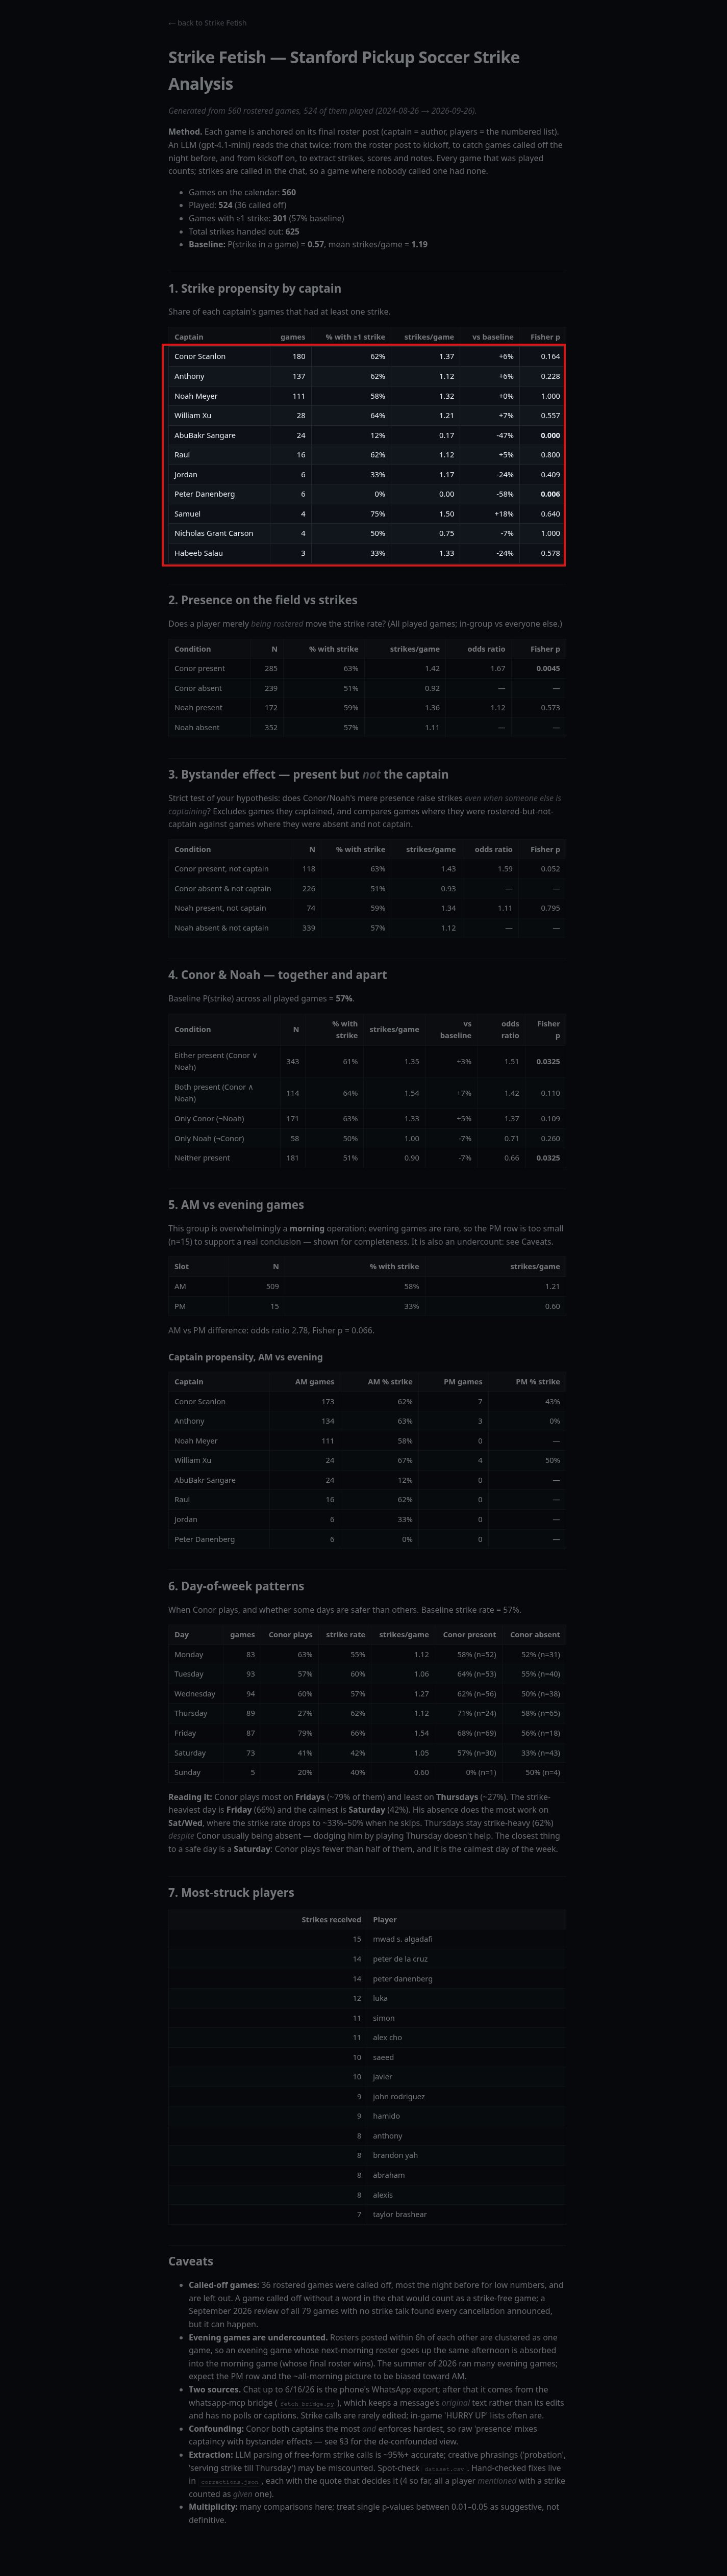 ← back to Strike Fetish
Strike Fetish — Stanford Pickup Soccer Strike
Analysis
Generated from 560 rostered games, 524 of them played (2024-08-26 → 2026-09-26).
Method. Each game is anchored on its final roster post (captain = author, players = the numbered list).
An LLM (gpt-4.1-mini) reads the chat twice: from the roster post to kickoff, to catch games called off the
night before, and from kickoff on, to extract strikes, scores and notes. Every game that was played
counts; strikes are called in the chat, so a game where nobody called one had none.
• Games on the calendar: 560
• Played: 524 (36 called off)
• Games with ≥1 strike: 301 (57% baseline)
• Total strikes handed out: 625
• Baseline: P(strike in a game) = 0.57, mean strikes/game = 1.19
1. Strike propensity by captain
Share of each captain's games that had at least one strike.
Captain games % with ≥1 strike strikes/game vs baseline Fisher p
Conor Scanlon 180 62% 1.37 +6% 0.164
Anthony 137 62% 1.12 +6% 0.228
Noah Meyer 111 58% 1.32 +0% 1.000
William Xu 28 64% 1.21 +7% 0.557
AbuBakr Sangare 24 12% 0.17 -47% 0.000
Raul 16 62% 1.12 +5% 0.800
Jordan 6 33% 1.17 -24% 0.409
Peter Danenberg 6 0% 0.00 -58% 0.006
Samuel 4 75% 1.50 +18% 0.640
Nicholas Grant Carson 4 50% 0.75 -7% 1.000
Habeeb Salau 3 33% 1.33 -24% 0.578
2. Presence on the field vs strikes
Does a player merely being rostered move the strike rate? (All played games; in-group vs everyone else.)
Condition N % with strike strikes/game odds ratio Fisher p
Conor present 285 63% 1.42 1.67 0.0045
Conor absent 239 51% 0.92 — —
Noah present 172 59% 1.36 1.12 0.573
Noah absent 352 57% 1.11 — —
3. Bystander effect — present but not the captain
Strict test of your hypothesis: does Conor/Noah's mere presence raise strikes even when someone else is
captaining? Excludes games they captained, and compares games where they were rostered-but-not-
captain against games where they were absent and not captain.
Condition N % with strike strikes/game odds ratio Fisher p
Conor present, not captain 118 63% 1.43 1.59 0.052
Conor absent & not captain 226 51% 0.93 — —
Noah present, not captain 74 59% 1.34 1.11 0.795
Noah absent & not captain 339 57% 1.12 — —
4. Conor & Noah — together and apart
Baseline P(strike) across all played games = 57%.
Condition N % with strike strikes/game vs baseline odds ratio Fisher p
Either present (Conor ∨ Noah) 343 61% 1.35 +3% 1.51 0.0325
Both present (Conor ∧ Noah) 114 64% 1.54 +7% 1.42 0.110
Only Conor (¬Noah) 171 63% 1.33 +5% 1.37 0.109
Only Noah (¬Conor) 58 50% 1.00 -7% 0.71 0.260
Neither present 181 51% 0.90 -7% 0.66 0.0325
5. AM vs evening games
This group is overwhelmingly a morning operation; evening games are rare, so the PM row is too small
(n=15) to support a real conclusion — shown for completeness. It is also an undercount: see Caveats.
Slot N % with strike strikes/game
AM 509 58% 1.21
PM 15 33% 0.60
AM vs PM difference: odds ratio 2.78, Fisher p = 0.066.
Captain propensity, AM vs evening
Captain AM games AM % strike PM games PM % strike
Conor Scanlon 173 62% 7 43%
Anthony 134 63% 3 0%
Noah Meyer 111 58% 0 —
William Xu 24 67% 4 50%
AbuBakr Sangare 24 12% 0 —
Raul 16 62% 0 —
Jordan 6 33% 0 —
Peter Danenberg 6 0% 0 —
6. Day-of-week patterns
When Conor plays, and whether some days are safer than others. Baseline strike rate = 57%.
Day games Conor plays strike rate strikes/game Conor present Conor absent
Monday 83 63% 55% 1.12 58% (n=52) 52% (n=31)
Tuesday 93 57% 60% 1.06 64% (n=53) 55% (n=40)
Wednesday 94 60% 57% 1.27 62% (n=56) 50% (n=38)
Thursday 89 27% 62% 1.12 71% (n=24) 58% (n=65)
Friday 87 79% 66% 1.54 68% (n=69) 56% (n=18)
Saturday 73 41% 42% 1.05 57% (n=30) 33% (n=43)
Sunday 5 20% 40% 0.60 0% (n=1) 50% (n=4)
Reading it: Conor plays most on Fridays (~79% of them) and least on Thursdays (~27%). The strike-
heaviest day is Friday (66%) and the calmest is Saturday (42%). His absence does the most work on
Sat/Wed, where the strike rate drops to ~33%–50% when he skips. Thursdays stay strike-heavy (62%)
despite Conor usually being absent — dodging him by playing Thursday doesn't help. The closest thing
to a safe day is a Saturday: Conor plays fewer than half of them, and it is the calmest day of the week.
7. Most-struck players
Strikes received Player
15 mwad s. algadafi
14 peter de la cruz
14 peter danenberg
12 luka
11 simon
11 alex cho
10 saeed
10 javier
9 john rodriguez
9 hamido
8 anthony
8 brandon yah
8 abraham
8 alexis
7 taylor brashear
Caveats
• Called-off games: 36 rostered games were called off, most the night before for low numbers, and
are left out. A game called off without a word in the chat would count as a strike-free game; a
September 2026 review of all 79 games with no strike talk found every cancellation announced,
but it can happen.
• Evening games are undercounted. Rosters posted within 6h of each other are clustered as one
game, so an evening game whose next-morning roster goes up the same afternoon is absorbed
into the morning game (whose final roster wins). The summer of 2026 ran many evening games;
expect the PM row and the ~all-morning picture to be biased toward AM.
• Two sources. Chat up to 6/16/26 is the phone's WhatsApp export; after that it comes from the
whatsapp-mcp bridge ( fetch_bridge.py ), which keeps a message's original text rather than its edits
and has no polls or captions. Strike calls are rarely edited; in-game 'HURRY UP' lists often are.
• Confounding: Conor both captains the most and enforces hardest, so raw 'presence' mixes
captaincy with bystander effects — see §3 for the de-confounded view.
• Extraction: LLM parsing of free-form strike calls is ~95%+ accurate; creative phrasings ('probation',
'serving strike till Thursday') may be miscounted. Spot-check dataset.csv . Hand-checked fixes live
in corrections.json , each with the quote that decides it (4 so far, all a player mentioned with a strike
counted as given one).
• Multiplicity: many comparisons here; treat single p-values between 0.01–0.05 as suggestive, not
definitive.